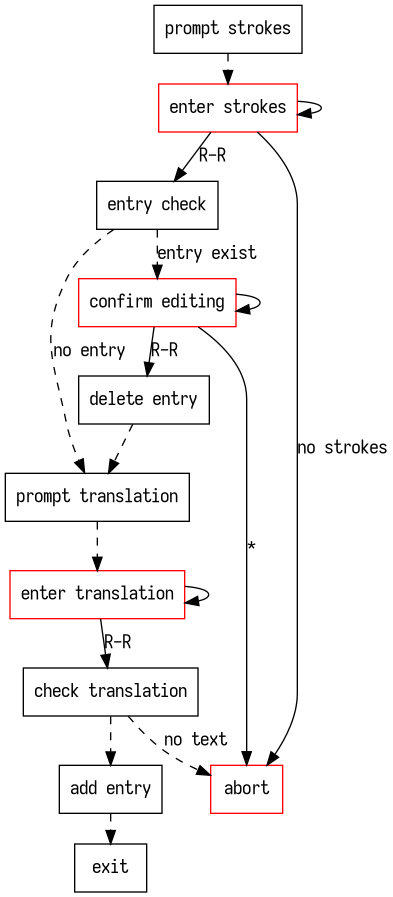 prompt strokes
enter strokes
R-R
entry check
entry exist
confirm editing
no entry
R-R
delete entry
no strokes
prompt translation
*
enter translation
R-R
check translation
no text
add entry
abort
exit